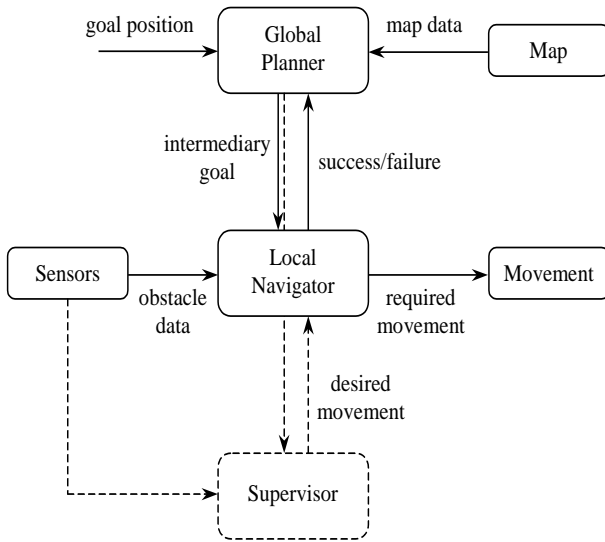 goal position
Global
Planner
map data
Map
intermediary
goal
success/failure
Sensors
obstacle
data
Local
Navigator
required
movement
Movement
desired
movement
Supervisor